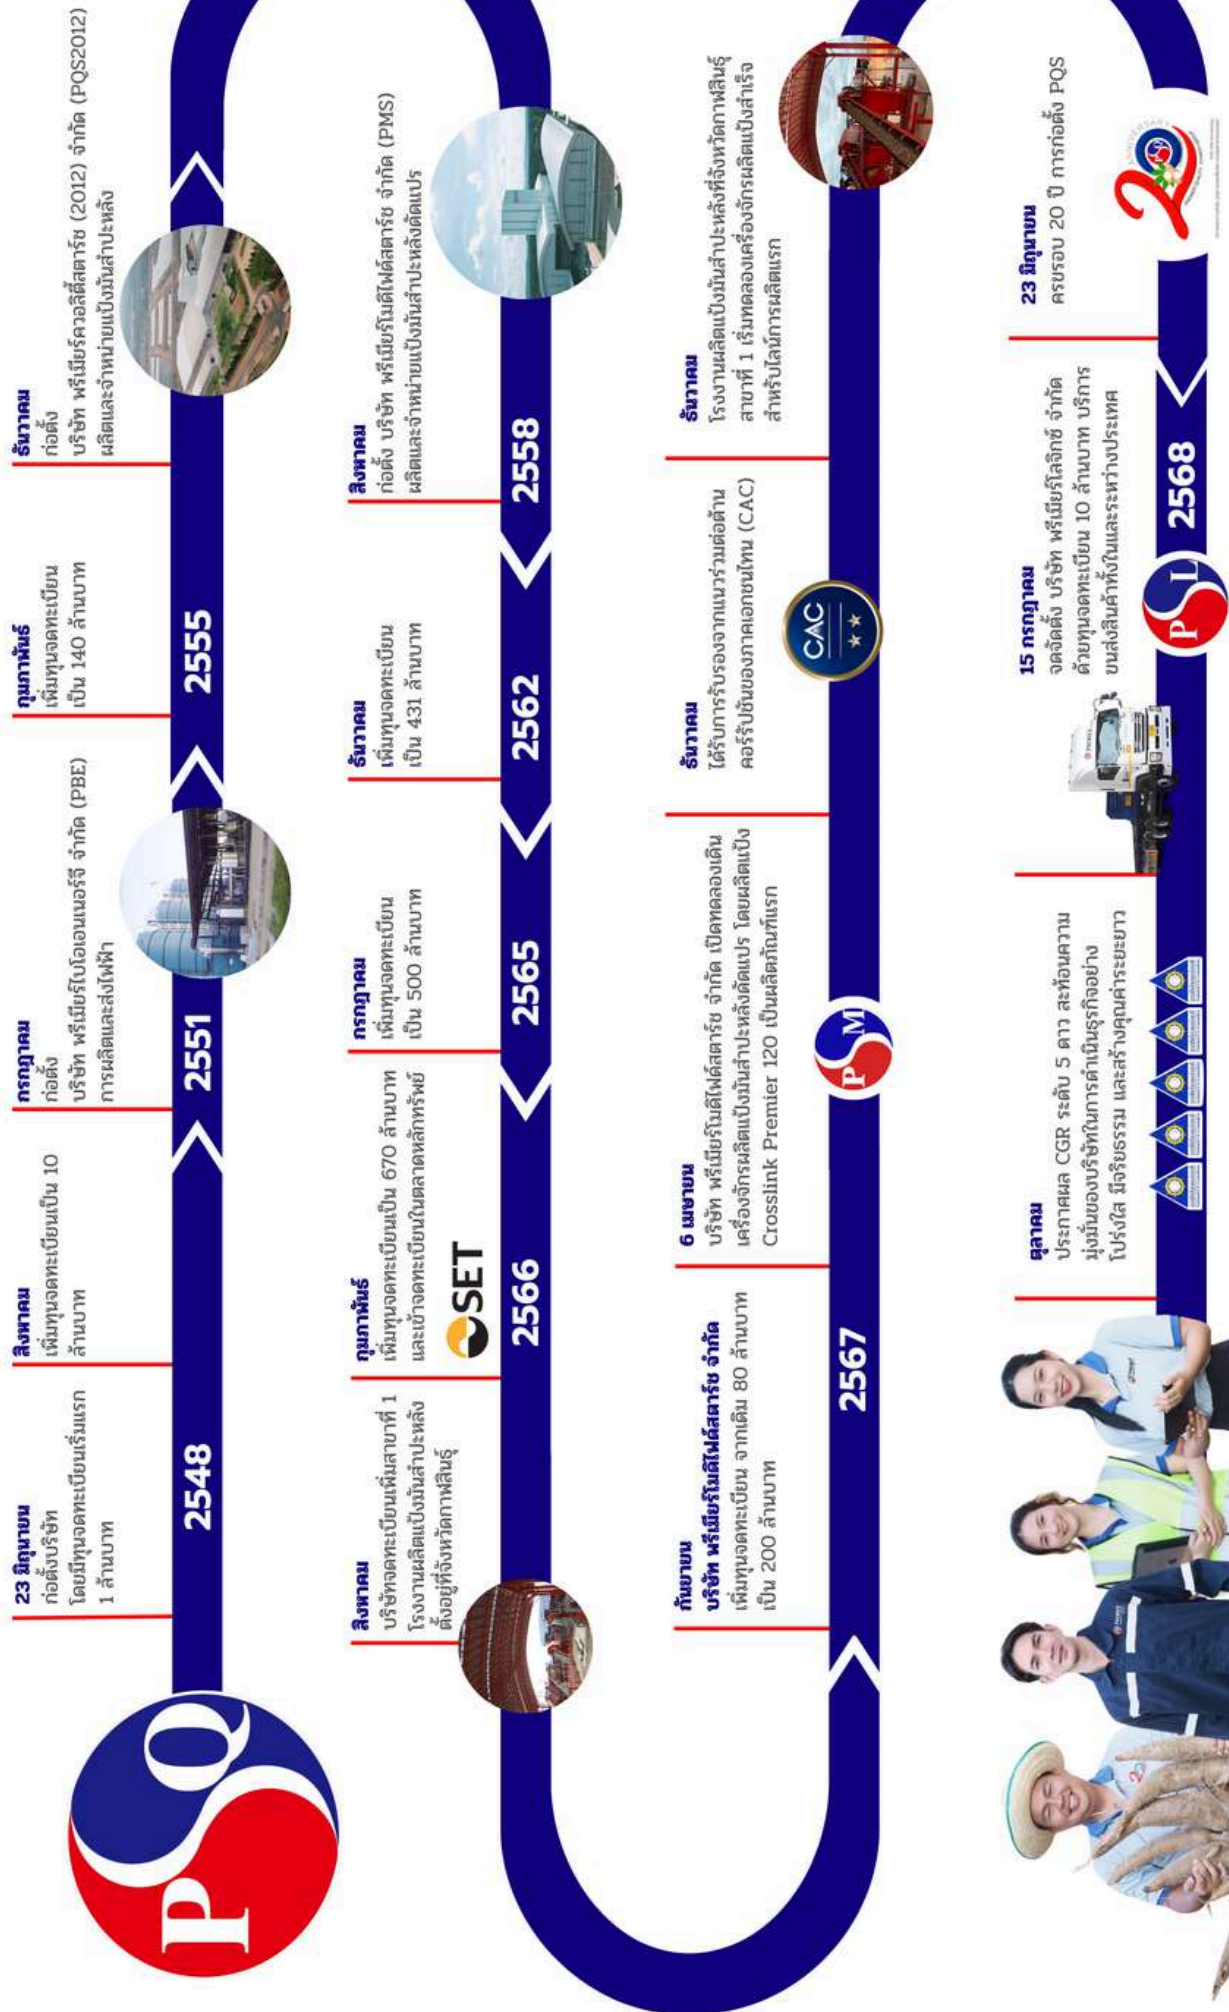 P
Q
23 มิถุนายน
ก่อตั้งบริษัท
โดยมีทุนจดทะเบียนเริ่มแรก
1 ล้านบาท
สิงหาคม
เพิ่มทุนจดทะเบียนเป็น 10
ล้านบาท
2548
กรกฎาคม
ก่อตั้ง
บริษัท พรีเมียร์ไบโอเอนเนอร์จี จำกัด (PBE)
การผลิตและส่งไฟฟ้า
2551
กุมภาพันธ์
เพิ่มทุนจดทะเบียน
เป็น 140 ล้านบาท
2555
ธันวาคม
ก่อตั้ง
บริษัท พรีเมียร์ควอลิตี้สตาร์ช (2012) จำกัด (PQS2012)
ผลิตและจำหน่ายแป้งมันสำปะหลัง
สิงหาคม
ก่อตั้ง บริษัท พรีเมียร์โมดิไฟด์สตาร์ช จำกัด (PMS)
ผลิตและจำหน่ายแป้งมันสำปะหลังดัดแปร
2558
ธันวาคม
เพิ่มทุนจดทะเบียน
เป็น 431 ล้านบาท
2562
กรกฎาคม
เพิ่มทุนจดทะเบียน
เป็น 500 ล้านบาท
2565
กุมภาพันธ์
เพิ่มทุนจดทะเบียนเป็น 670 ล้านบาท
และเข้าจดทะเบียนในตลาดหลักทรัพย์
SET
2566
สิงหาคม
บริษัทจดทะเบียนเพิ่มสาขาที่ 1
โรงงานผลิตแป้งมันสำปะหลัง
ตั้งอยู่ที่จังหวัดกาฬสินธุ์
กันยายน
บริษัท พรีเมียร์โมดิไฟด์สตาร์ช จำกัด
เพิ่มทุนจดทะเบียน จากเดิม 80 ล้านบาท
เป็น 200 ล้านบาท
2567
6 เมษายน
บริษัท พรีเมียร์โมดิไฟด์สตาร์ช จำกัด เปิดทดลองเดิน
เครื่องจักรผลิตแป้งมันสำปะหลังดัดแปร โดยผลิตแป้ง
Crosslink Premier 120 เป็นผลิตภัณฑ์แรก
P
M
ธันวาคม
ได้รับการรับรองจากแนวร่วมต่อต้าน
คอร์รัปชันของภาคเอกชนไทน (CAC)
CAC
ธันวาคม
โรงงานผลิตแป้งมันสำปะหลังที่จังหวัดกาฬสินธุ์
สาขาที่ 1 เริ่มทดลองเครื่องจักรผลิตแป้งสำเร็จ
สำหรับไลน์การผลิตแรก
23 มิถุนายน
ครบรอบ 20 ปี การก่อตั้ง PQS
20
ANNIVERSARY
2568
15 กรกฎาคม
จดจัดตั้ง บริษัท พรีเมียร์โลจิกซ์ จำกัด
ด้วยทุนจดทะเบียน 10 ล้านบาท บริการ
ขนส่งสินค้าทั้งในและระหว่างประเทศ
P
L
ตุลาคม
ประกาศผล CGR ระดับ 5 ดาว สะท้อนความ
มุ่งมั่นของบริษัทในการดำเนินธุรกิจอย่าง
โปร่งใส มีจริยธรรม และสร้างคุณค่าระยะยาว